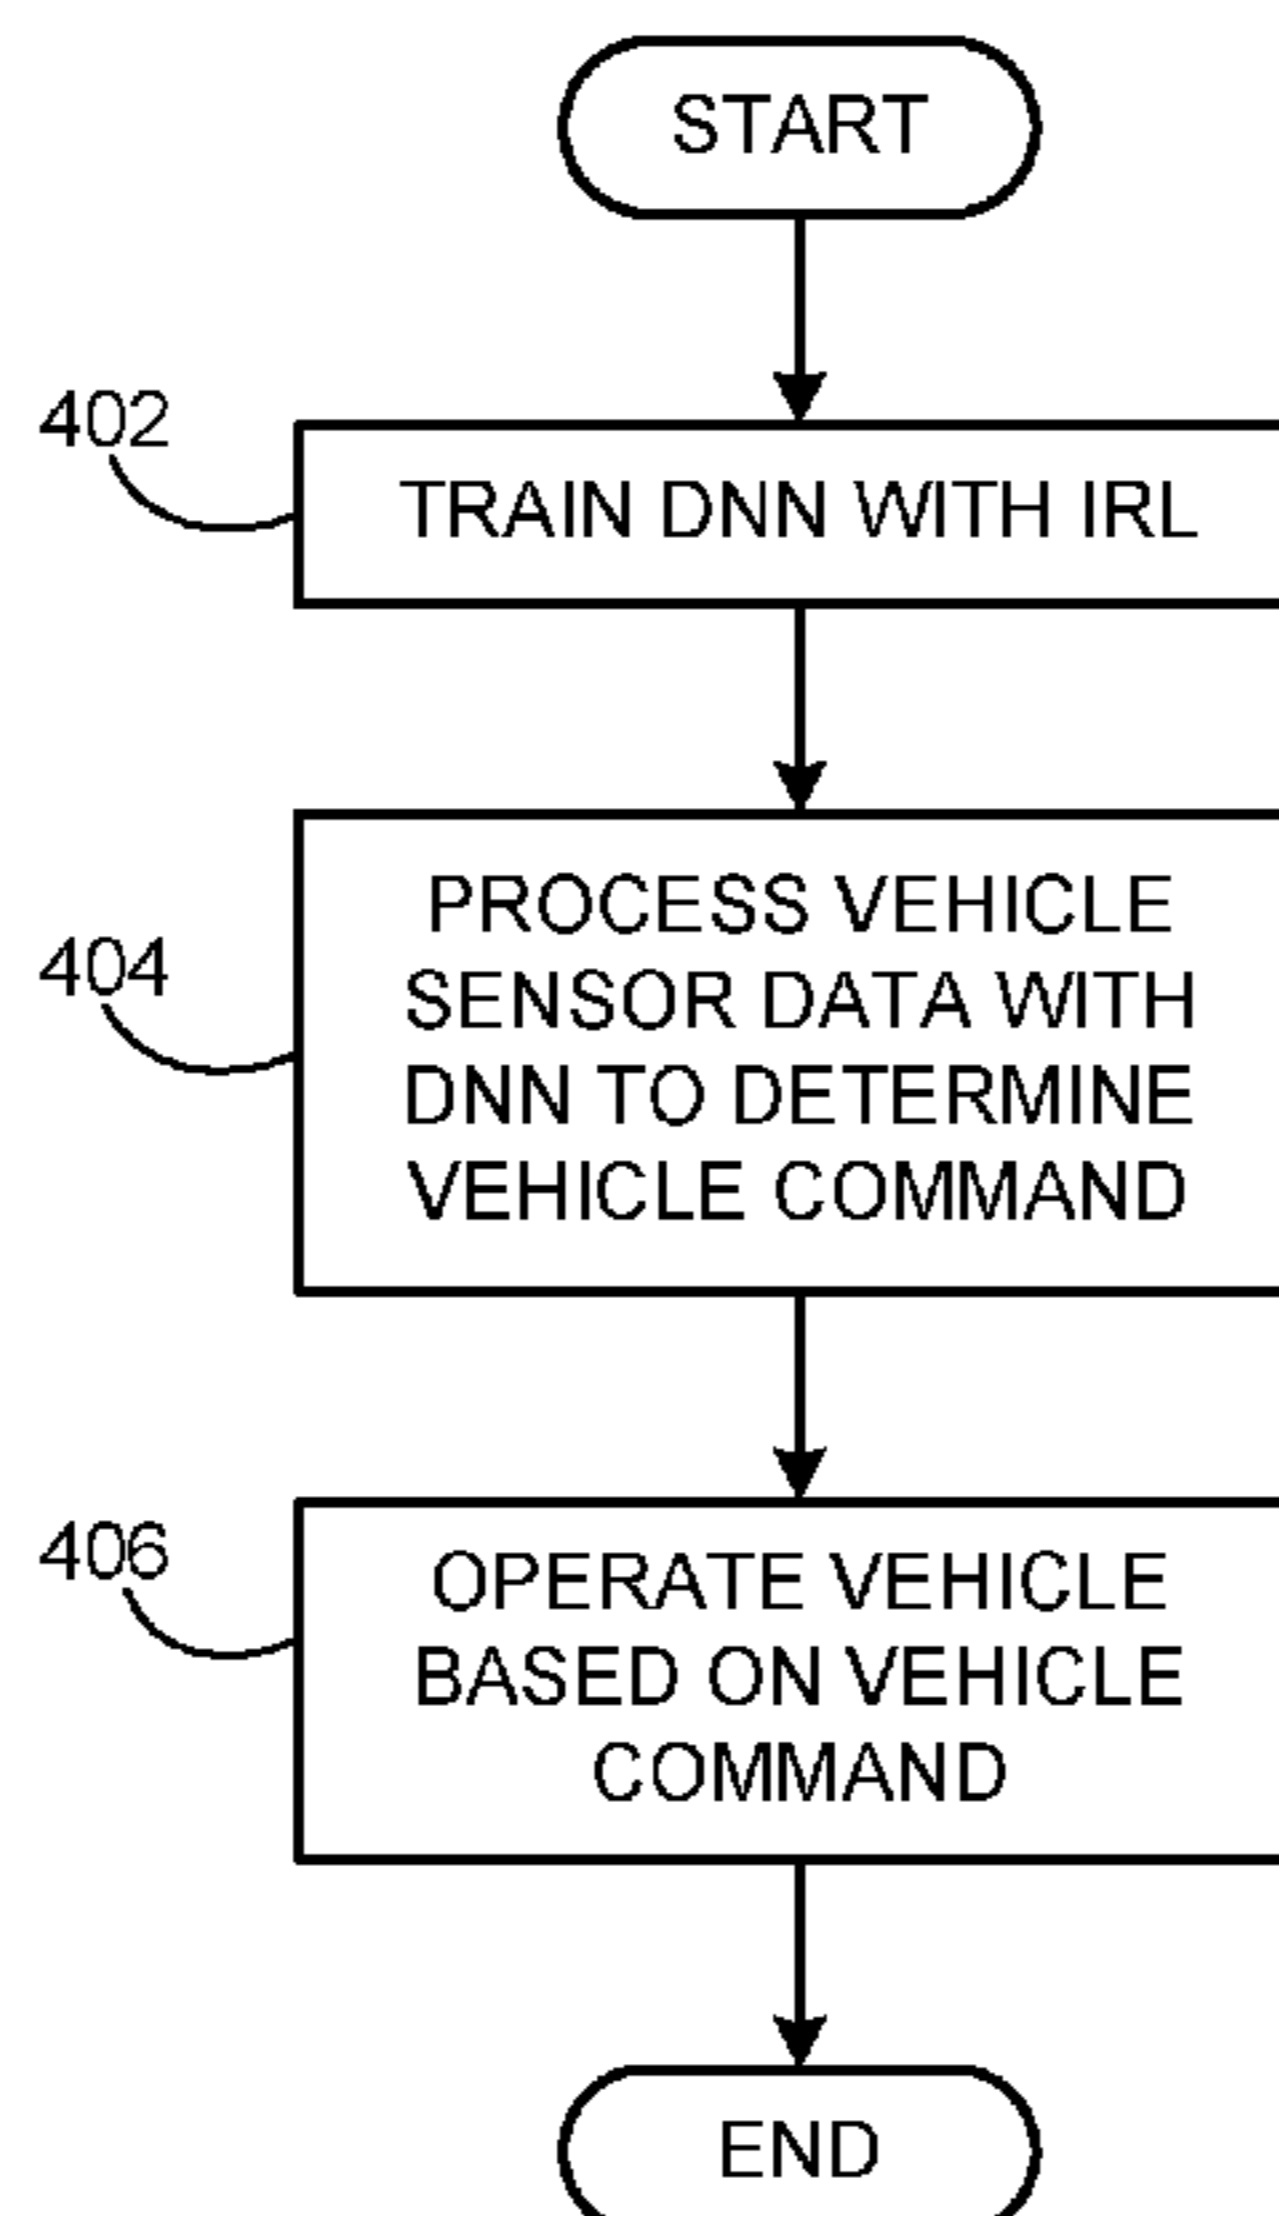 START
402
TRAIN DNN WITH IRL
404
PROCESS VEHICLE
SENSOR DATA WITH
DNN TO DETERMINE
VEHICLE COMMAND
406
OPERATE VEHICLE
BASED ON VEHICLE
COMMAND
END